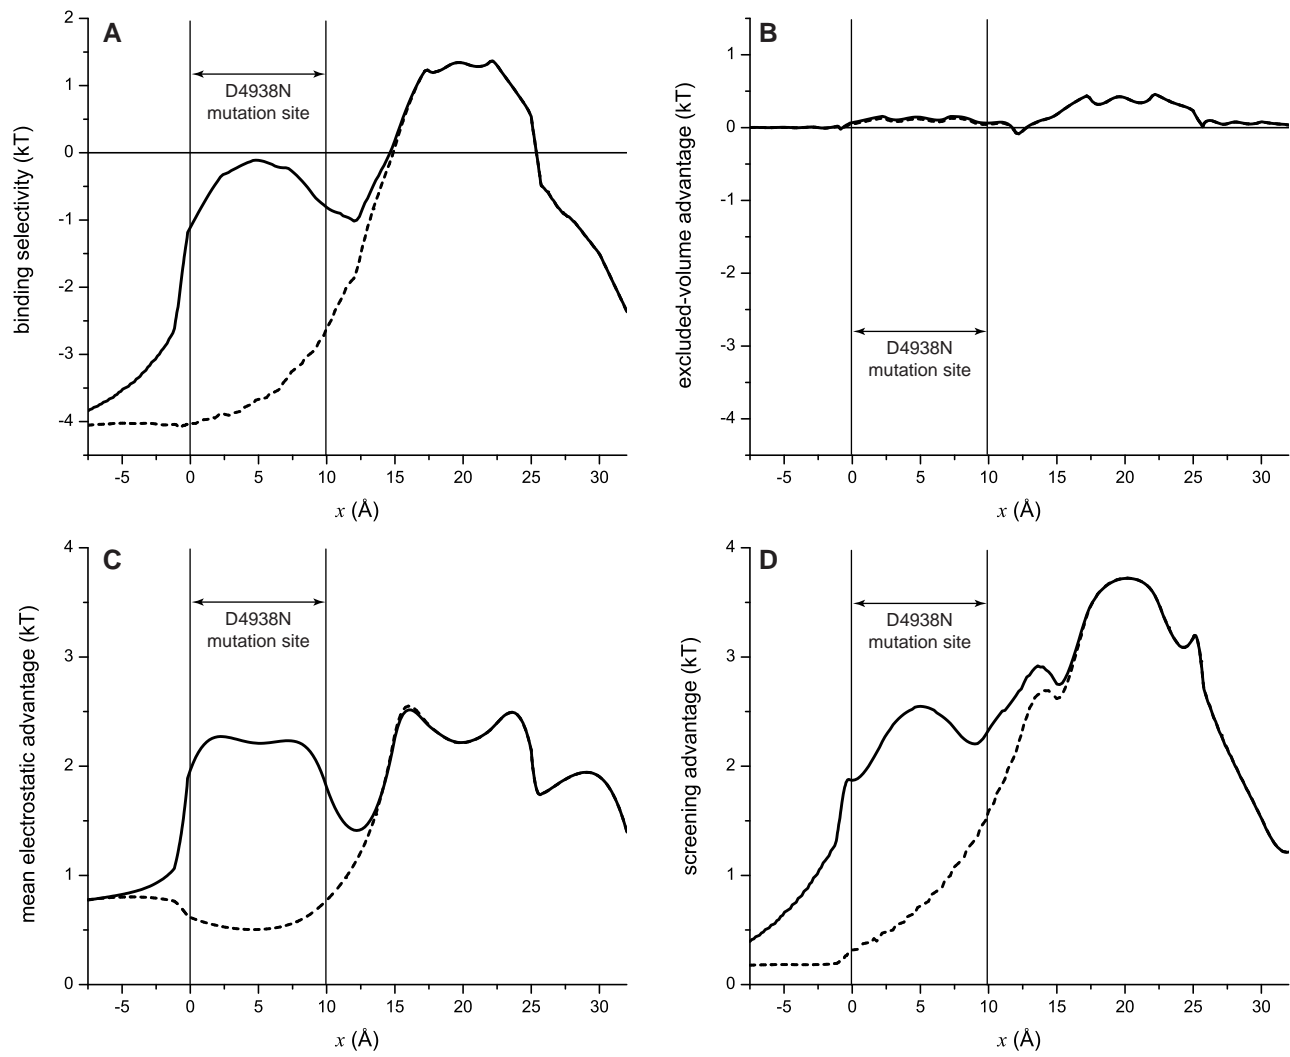 A
binding selectivity (kT)
2
1
0
-1
-2
-3
-4
D4938N
mutation site
-5
0
5
10
15
20
25
30
x (Å)
B
excluded-volume advantage (kT)
1
0
-1
-2
-3
-4
D4938N
mutation site
-5
0
5
10
15
20
25
30
x (Å)
C
mean electrostatic advantage (kT)
4
3
2
1
0
D4938N
mutation site
-5
0
5
10
15
20
25
30
x (Å)
D
screening advantage (kT)
4
3
2
1
0
D4938N
mutation site
-5
0
5
10
15
20
25
30
x (Å)